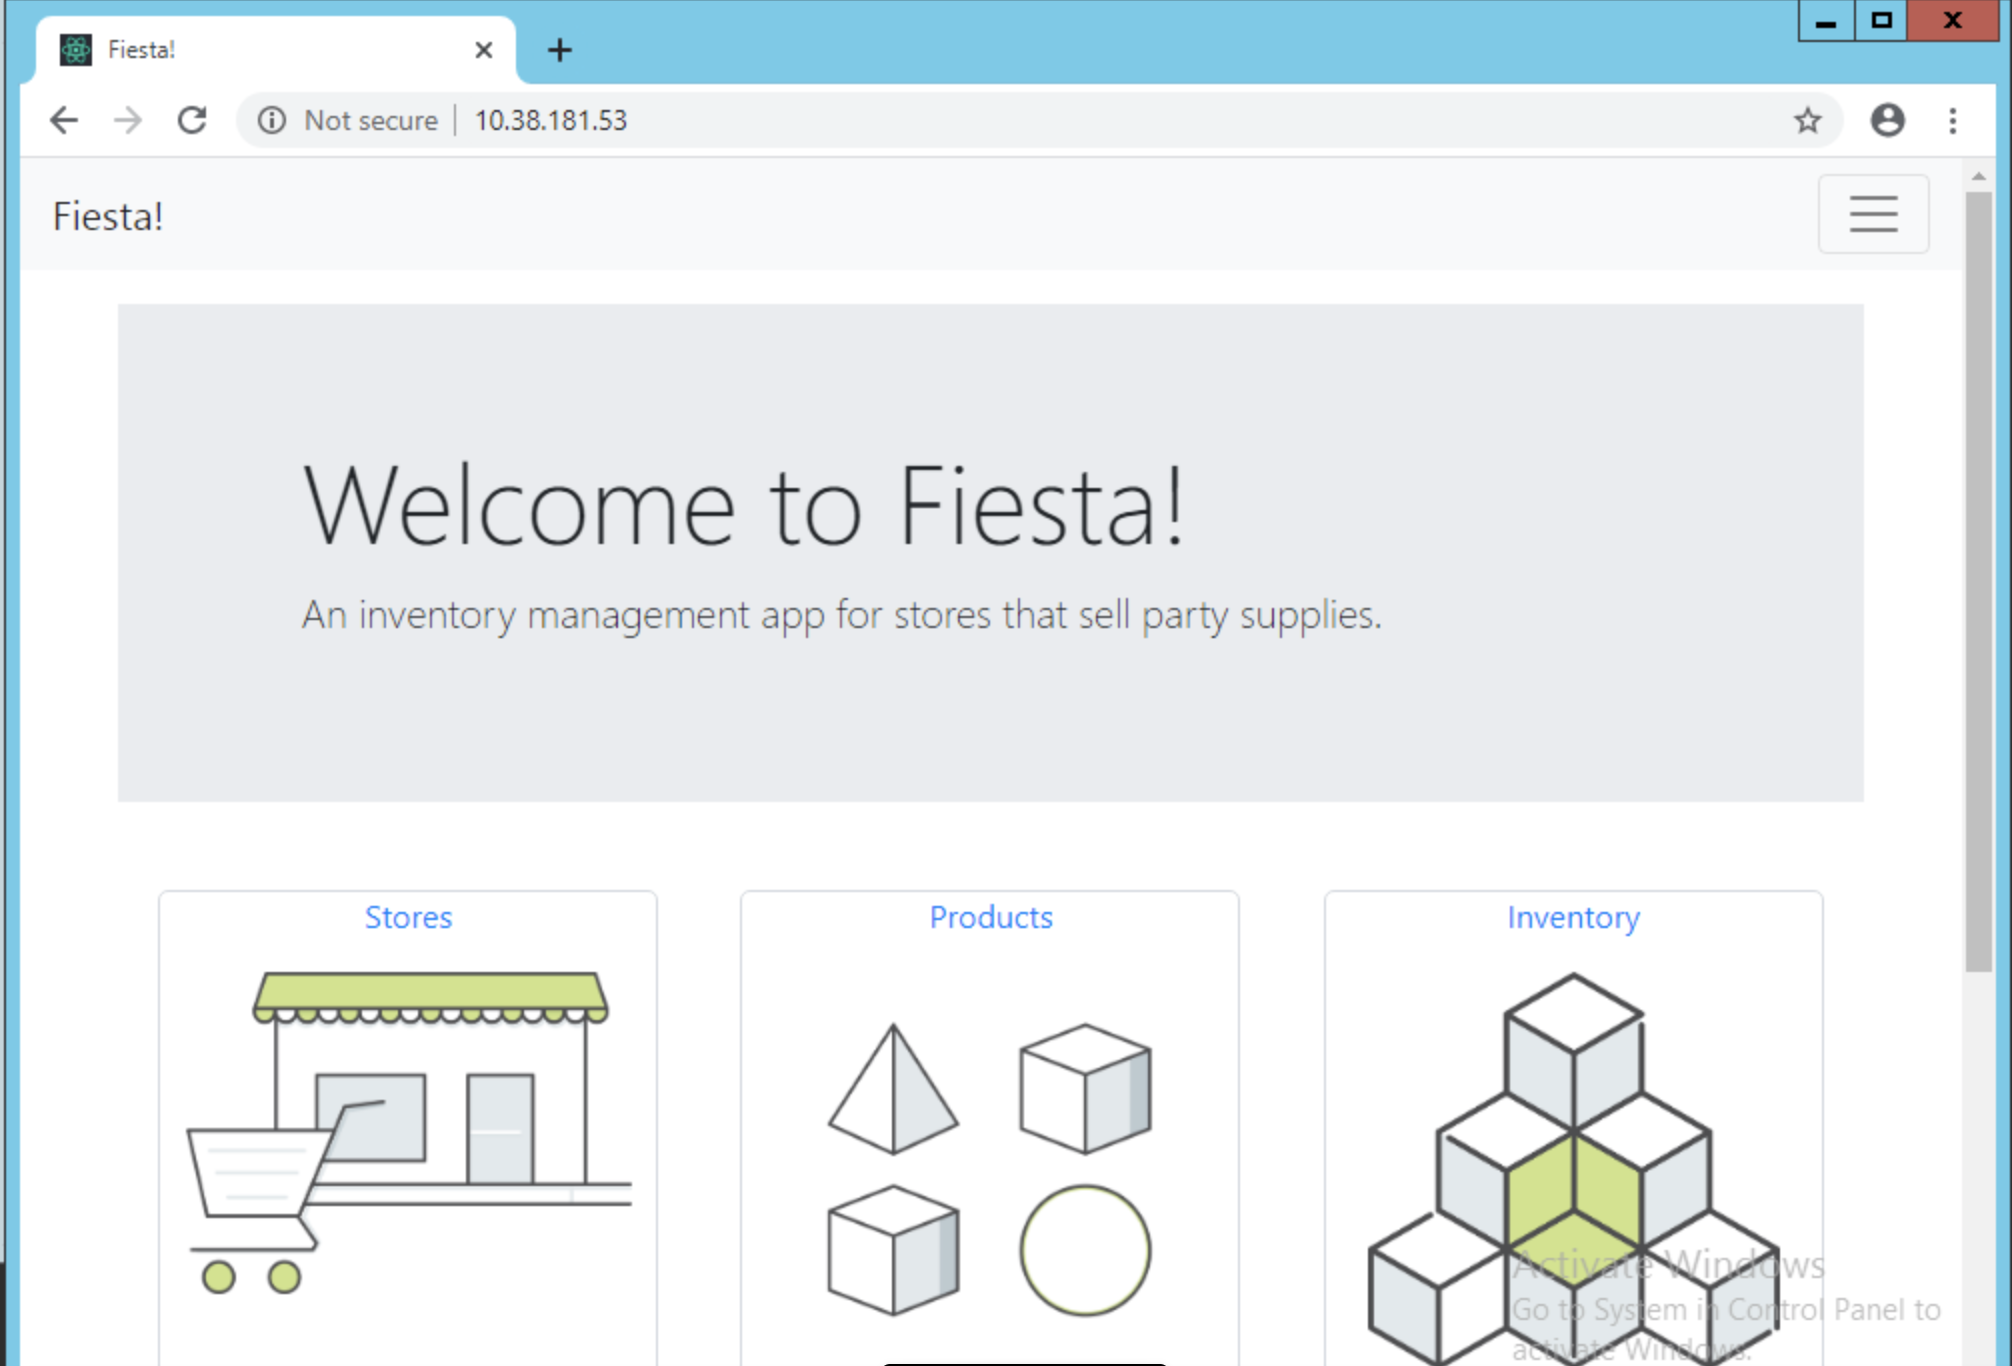 Fiesta!
Not secure 10.38.181.53
Fiesta!
Welcome to Fiesta!
An inventory management app for stores that sell party supplies.
Stores
Products
Inventory
Activate Windows
Go to System in Control Panel to
activate Windows.